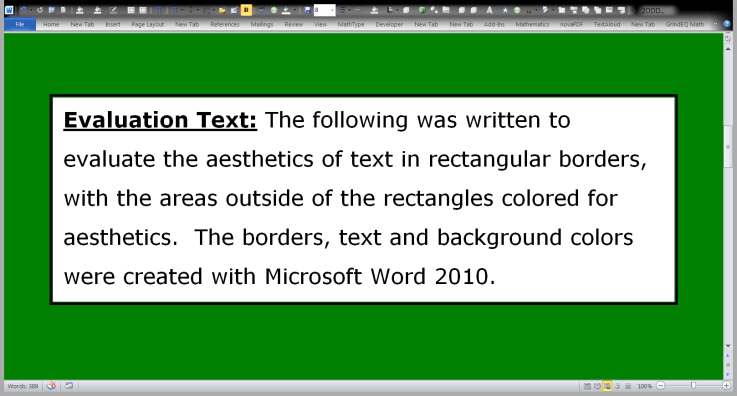 8
2000..
File Home New Tab Insert Page Layout New Tab References Mailings Review View MathType Developer New Tab New Tab Add-Ins Mathematics novaPDF TextAloud New Tab GrindEQ Math
Evaluation Text: The following was written to
evaluate the aesthetics of text in rectangular borders,
with the areas outside of the rectangles colored for
aesthetics.  The borders, text and background colors
were created with Microsoft Word 2010.
Words: 389 100%